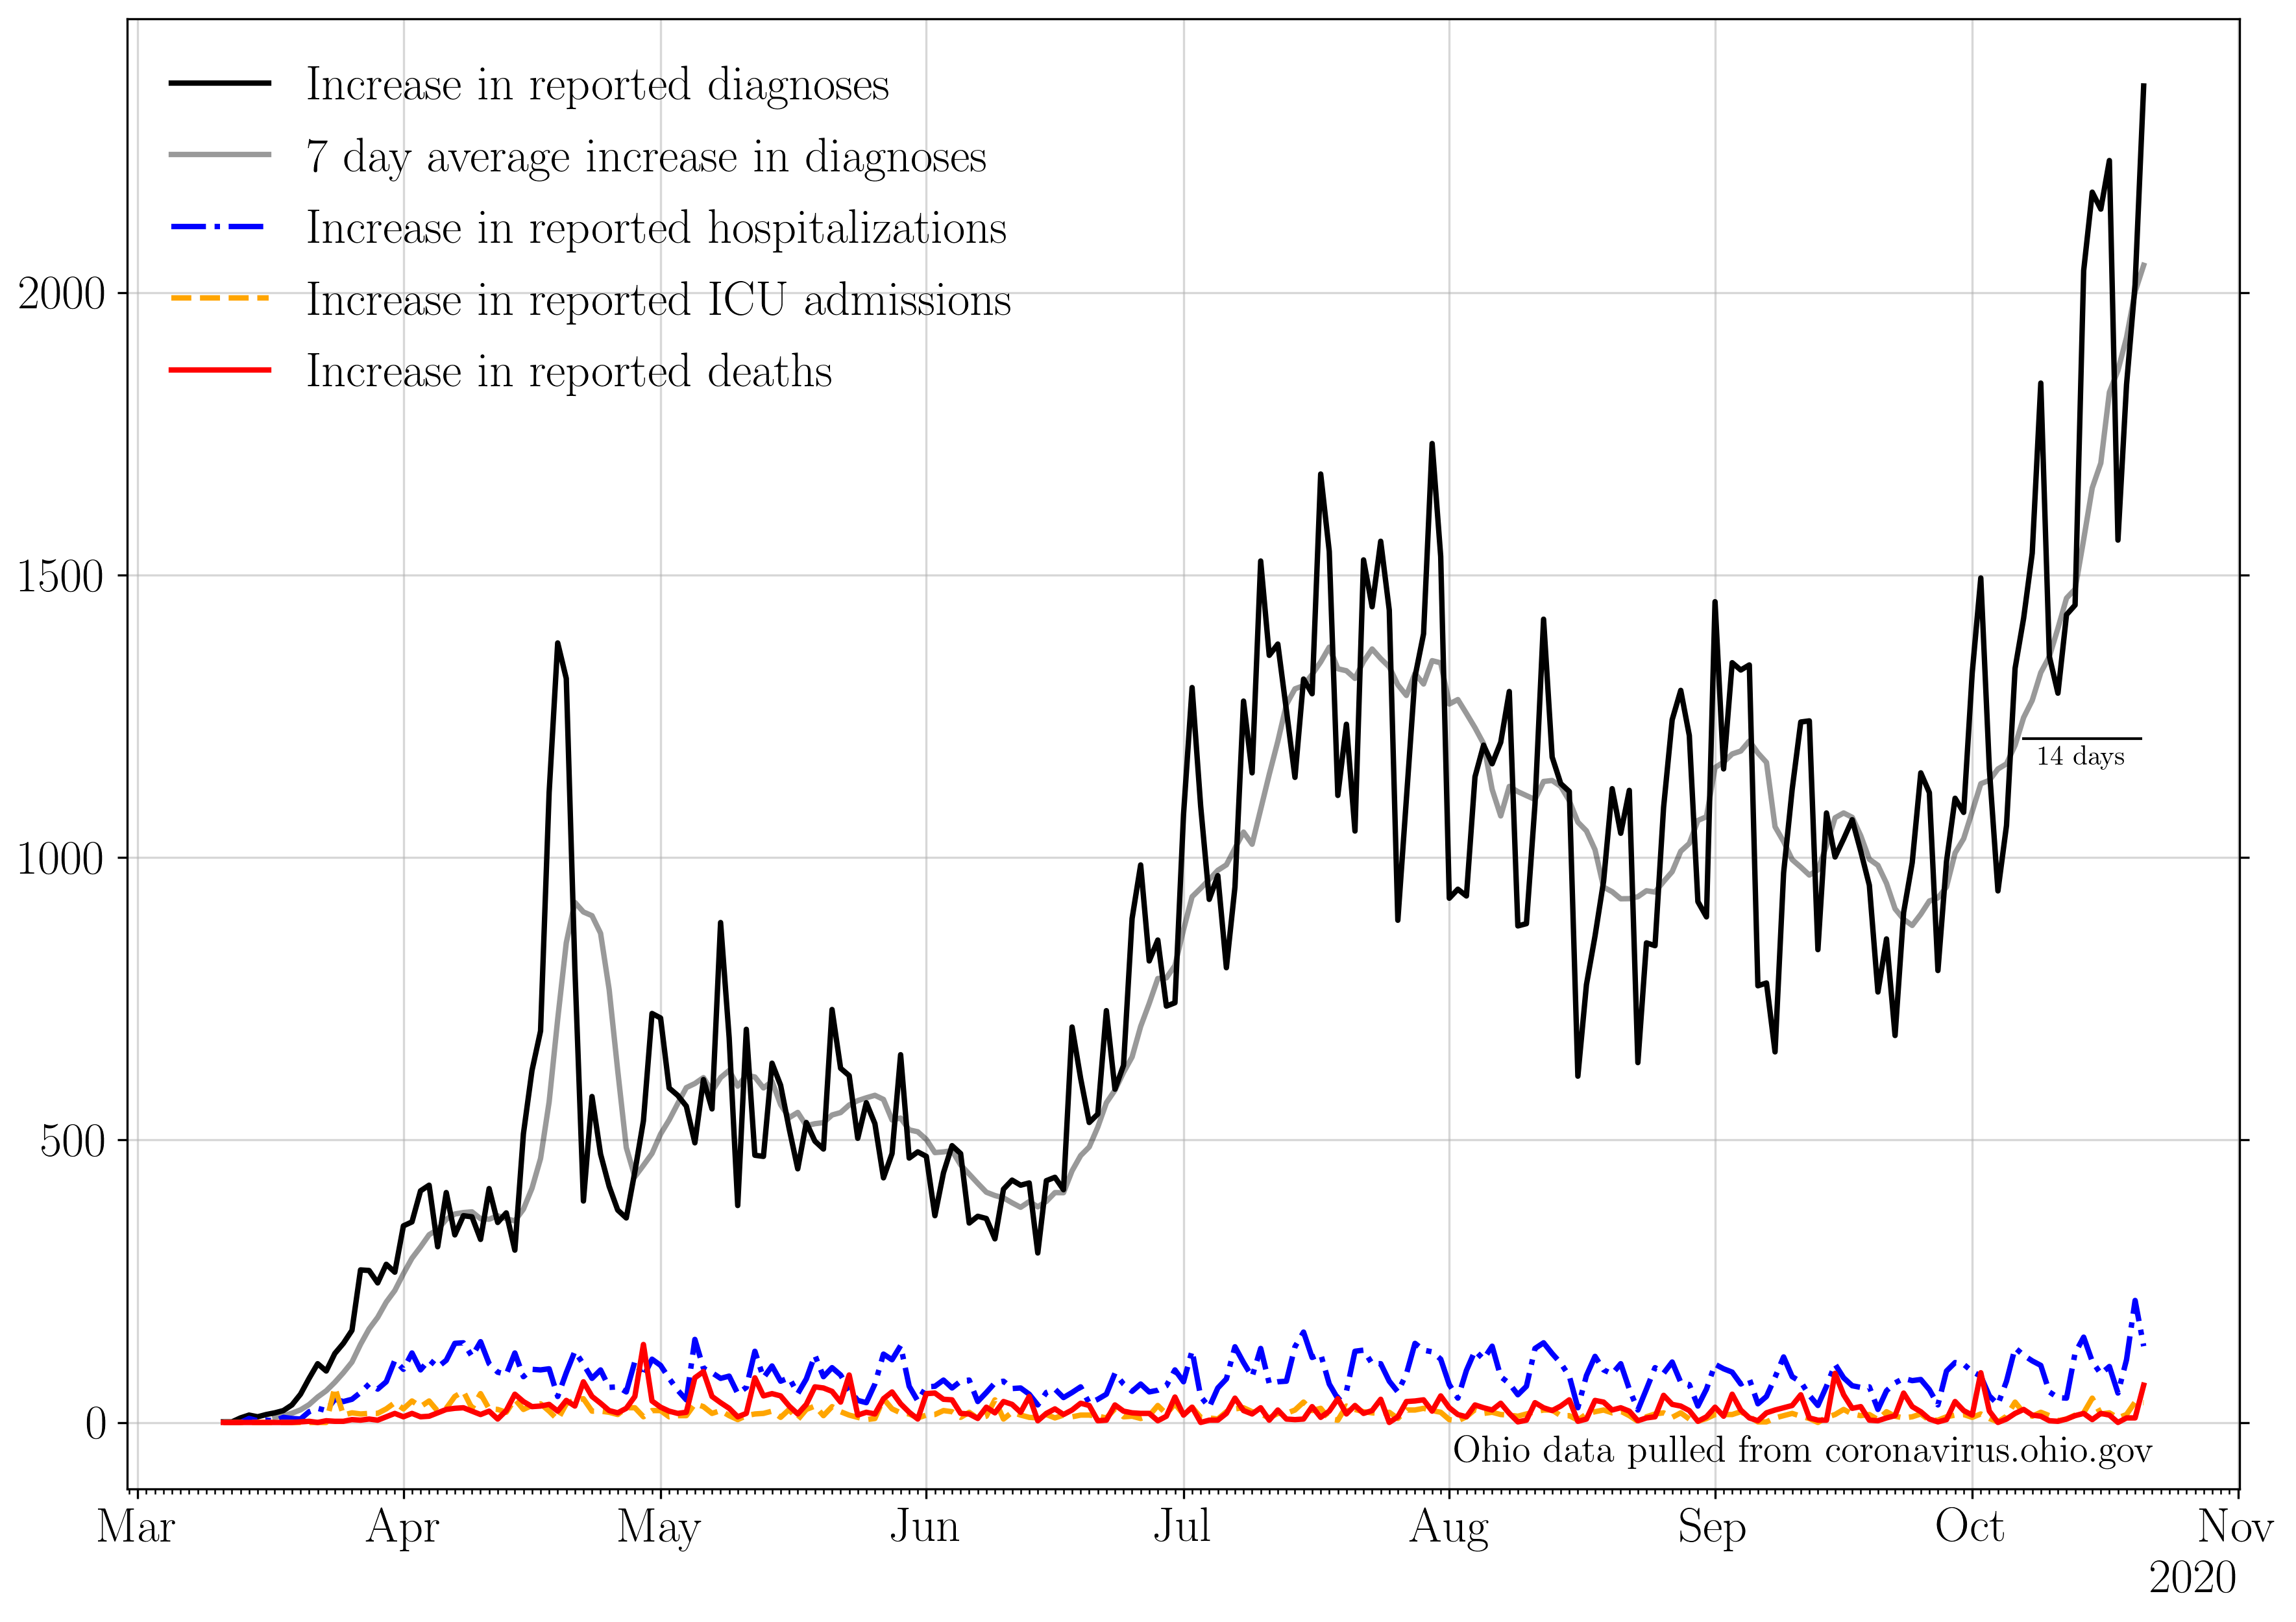 Increase in reported diagnoses
7 day average increase in diagnoses
Increase in reported hospitalizations
Increase in reported ICU admissions
Increase in reported deaths
2000
1500
1000
500
0
14 days
Ohio data pulled from coronavirus.ohio.gov
Mar Apr May Jun Jul Aug Sep Oct Nov
2020